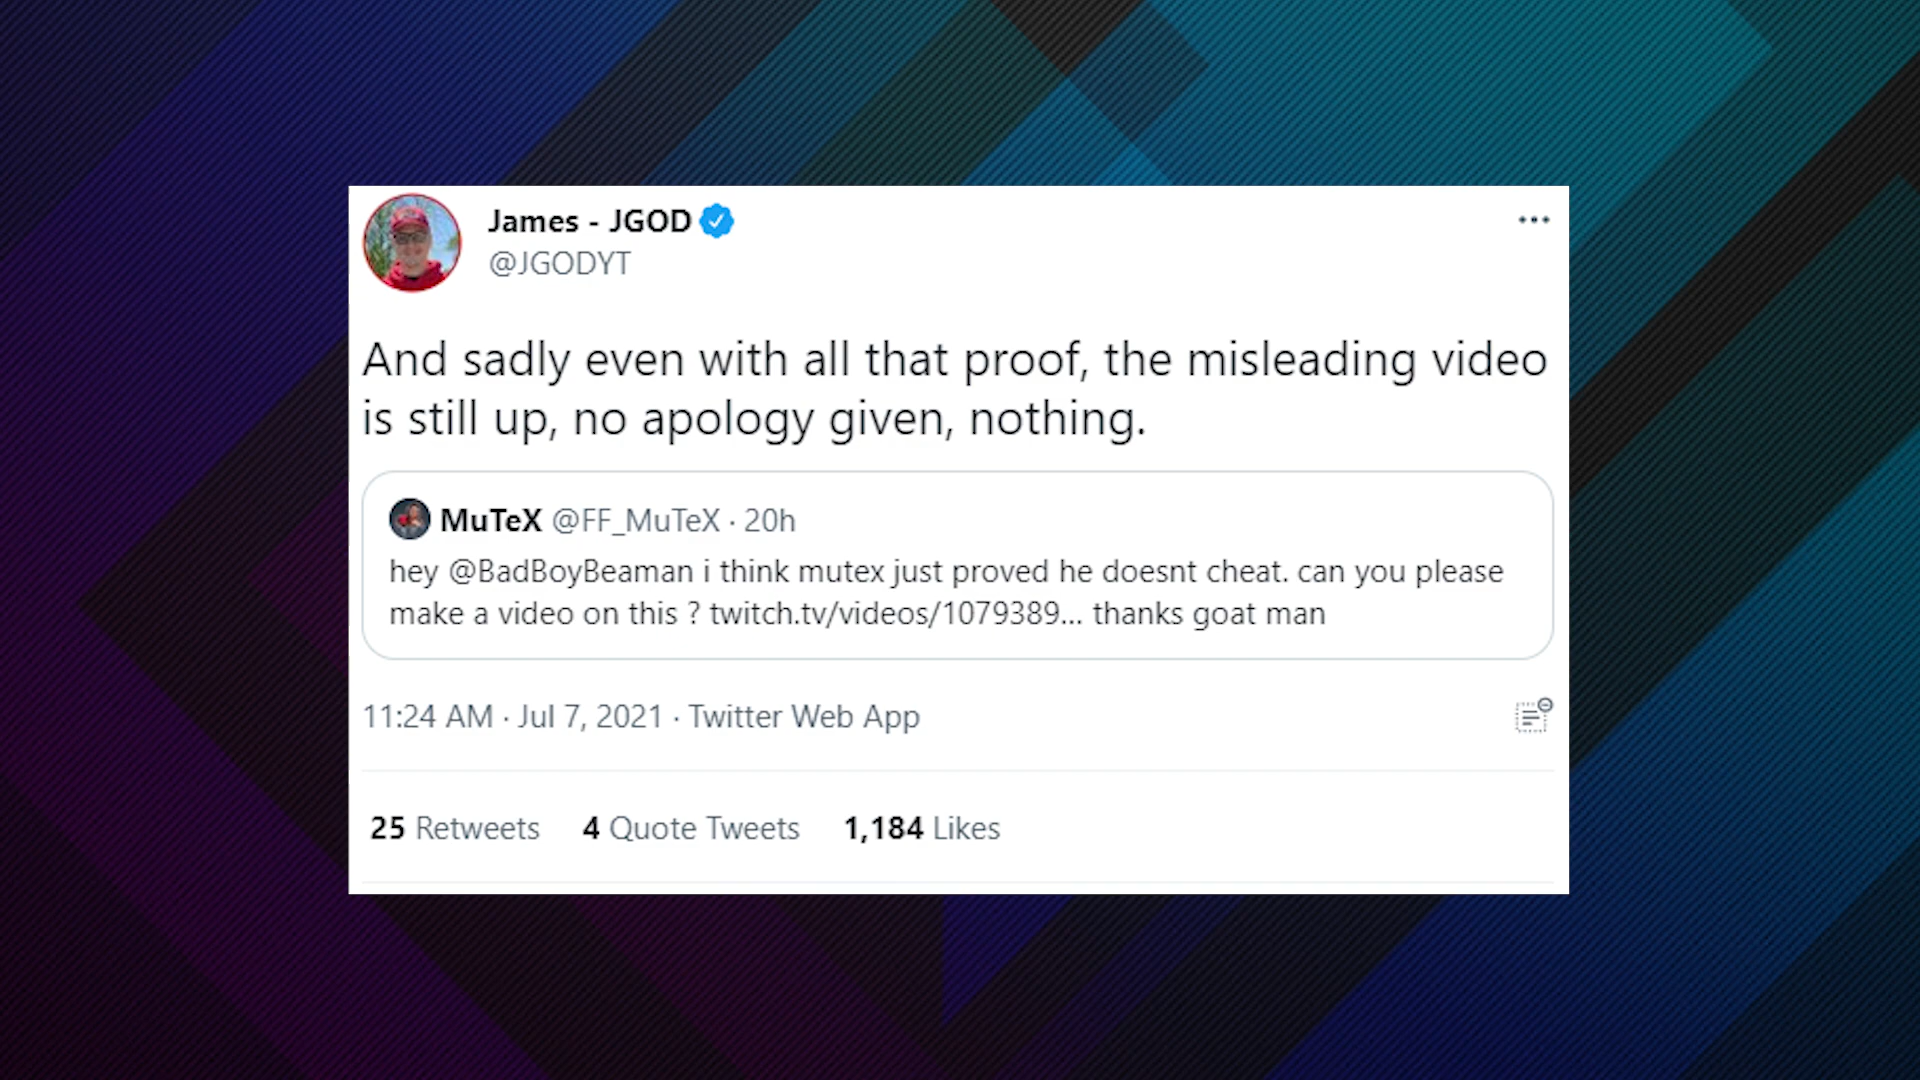 James - JGOD
@JGODYT
And sadly even with all that proof, the misleading video
is still up, no apology given, nothing.
MuTeX @FF_MuTeX · 20h
hey @BadBoyBeaman i think mutex just proved he doesnt cheat. can you please
make a video on this ? twitch.tv/videos/1079389... thanks goat man
11:24 AM · Jul 7, 2021 · Twitter Web App
25 Retweets 4 Quote Tweets 1,184 Likes